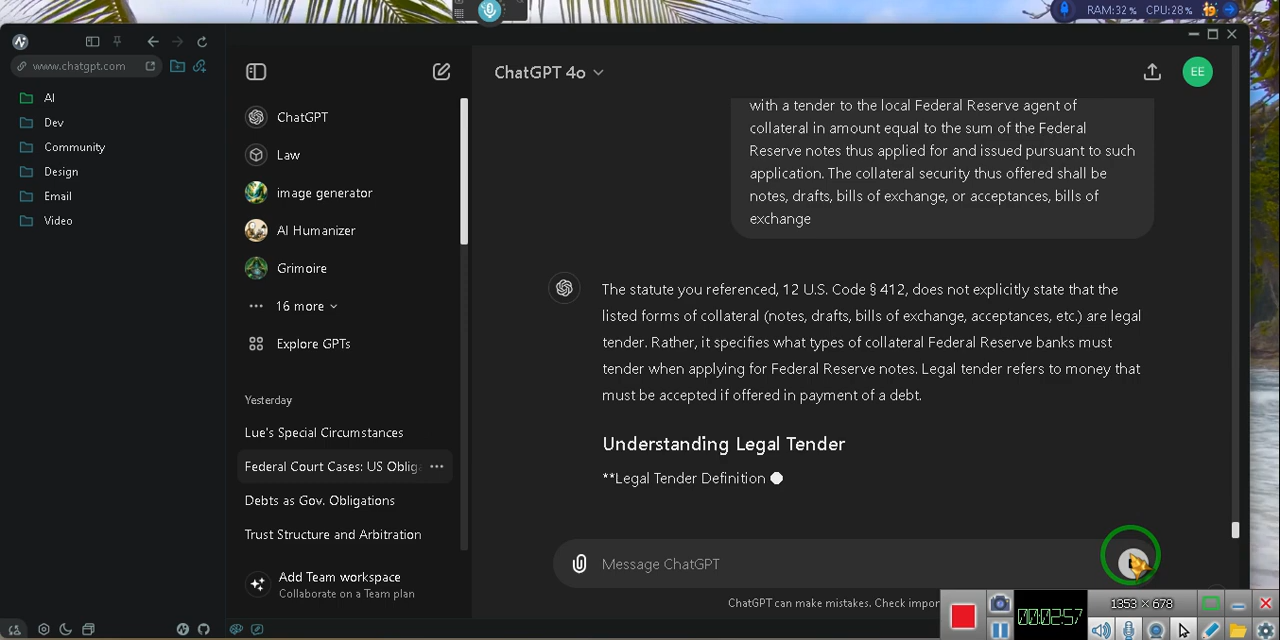 RAM:32% CPU:28% 19
www.chatgpt.com
AI
Dev
Community
Design
Email
Video
ChatGPT
Law
image generator
AI Humanizer
Grimoire
16 more
Explore GPTs
Yesterday
Lue's Special Circumstances
Federal Court Cases: US Oblig
Debts as Gov. Obligations
Trust Structure and Arbitration
Add Team workspace
Collaborate on a Team plan
ChatGPT 4o
EE
with a tender to the local Federal Reserve agent of
collateral in amount equal to the sum of the Federal
Reserve notes thus applied for and issued pursuant to such
application. The collateral security thus offered shall be
notes, drafts, bills of exchange, or acceptances, bills of
exchange
The statute you referenced, 12 U.S. Code § 412, does not explicitly state that the
listed forms of collateral (notes, drafts, bills of exchange, acceptances, etc.) are legal
tender. Rather, it specifies what types of collateral Federal Reserve banks must
tender when applying for Federal Reserve notes. Legal tender refers to money that
must be accepted if offered in payment of a debt.
Understanding Legal Tender
**Legal Tender Definition
Message ChatGPT
ChatGPT can make mistakes. Check impor
00:02:57
1353 × 678